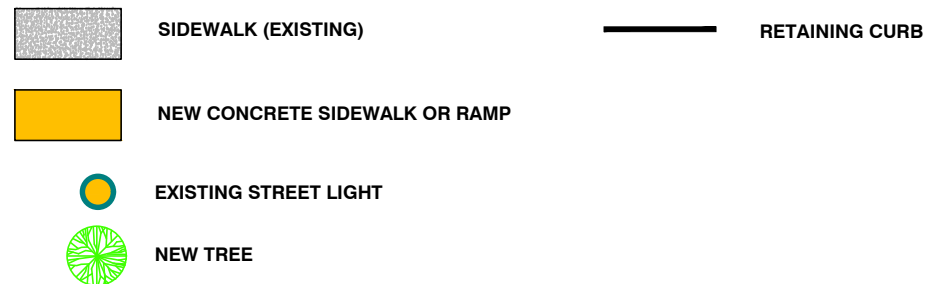 SIDEWALK (EXISTING)
RETAINING CURB
NEW CONCRETE SIDEWALK OR RAMP
EXISTING STREET LIGHT
NEW TREE